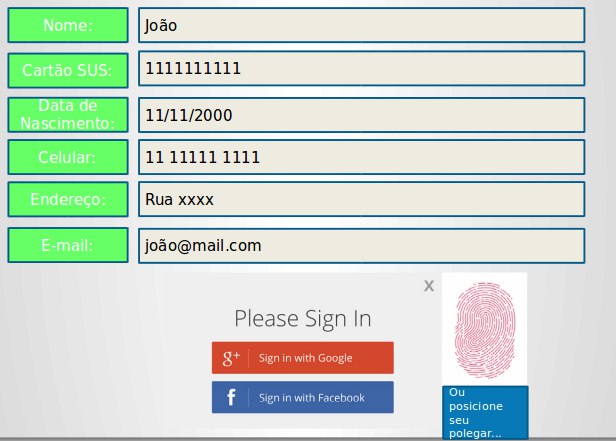 Nome: João
Cartão SUS: 1111111111
Data de
Nascimento: 11/11/2000
Celular: 11 11111 1111
Endereço: Rua xxxx
E-mail: joão@mail.com
X
Please Sign In
g+ Sign in with Google
f Sign in with Facebook
Ou
posicione
seu
polegar...